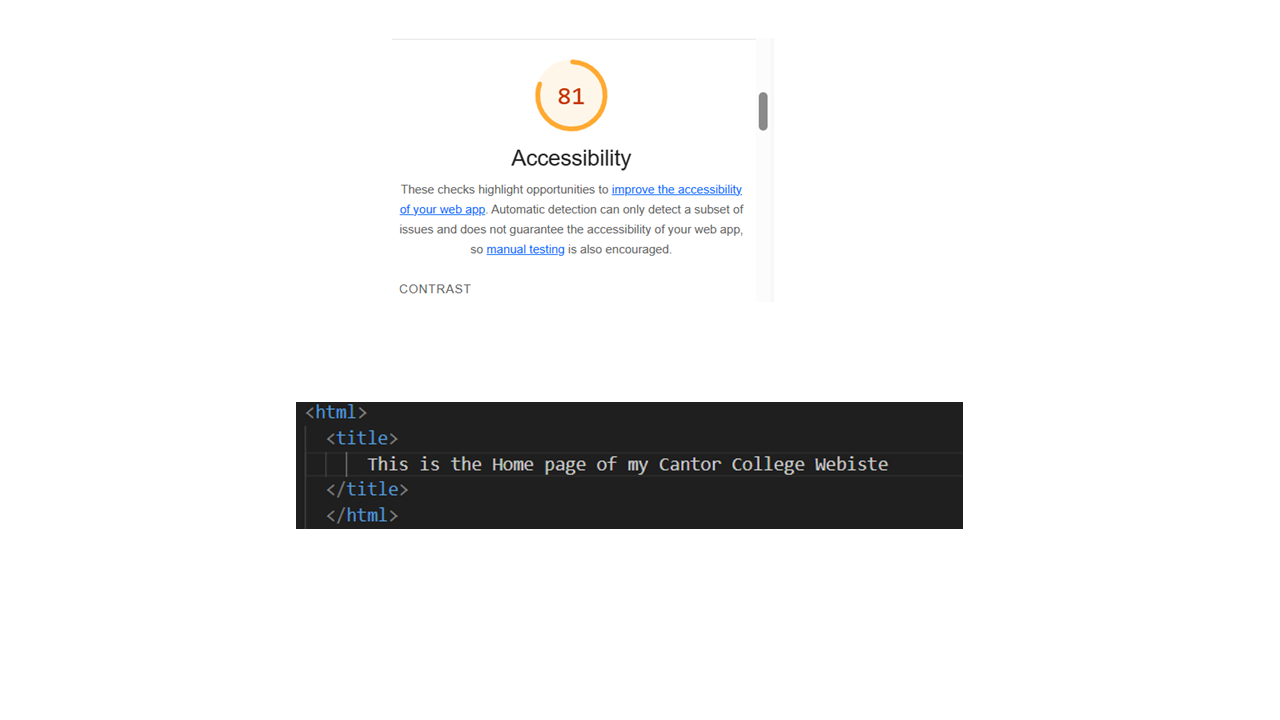 81
Accessibility
These checks highlight opportunities to improve the accessibility
of your web app. Automatic detection can only detect a subset of
issues and does not guarantee the accessibility of your web app,
so manual testing is also encouraged.
CONTRAST
<html>
<title>
This is the Home page of my Cantor College Webiste
</title>
</html>